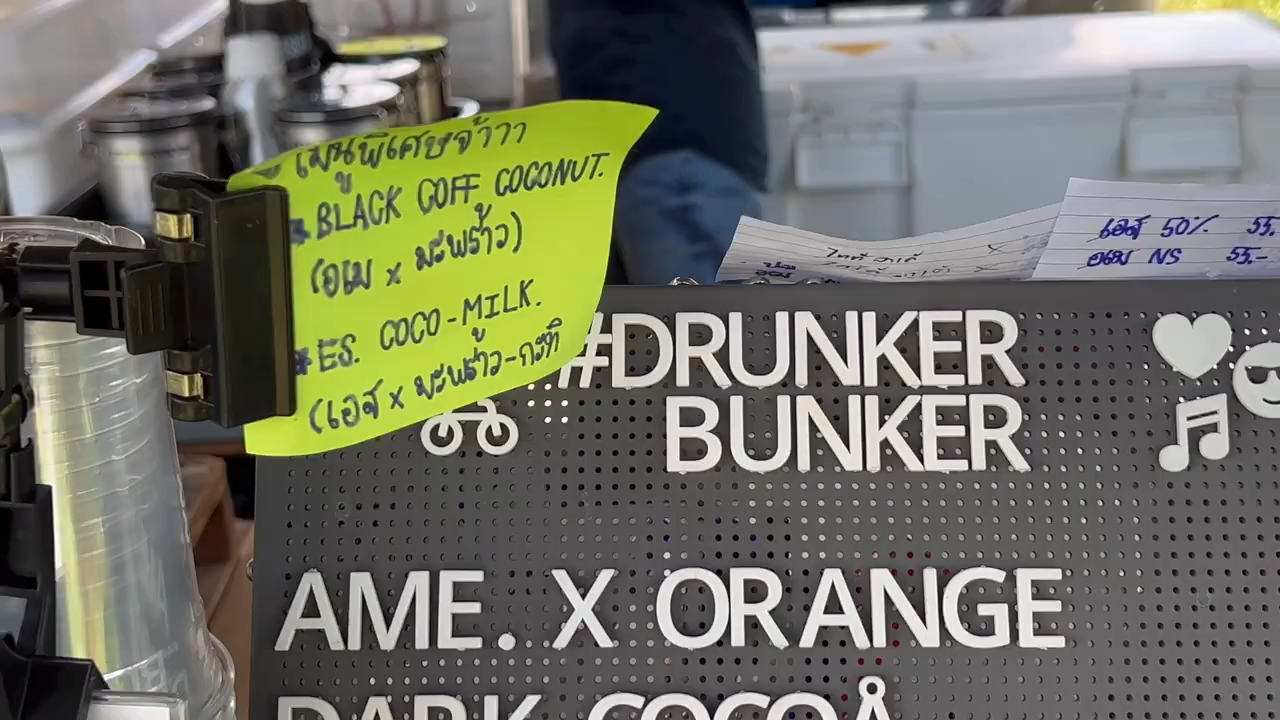 เมนูพิเศษจ้าาา
*BLACK COFF COCONUT.
(อเม x มะพร้าว)
*ES. COCO-MILK.
(เอส x มะพร้าว-กะทิ
เอส 50% 55.
อเม NS 55.-
#DRUNKER
BUNKER
AME. X ORANGE
DARK COCOA